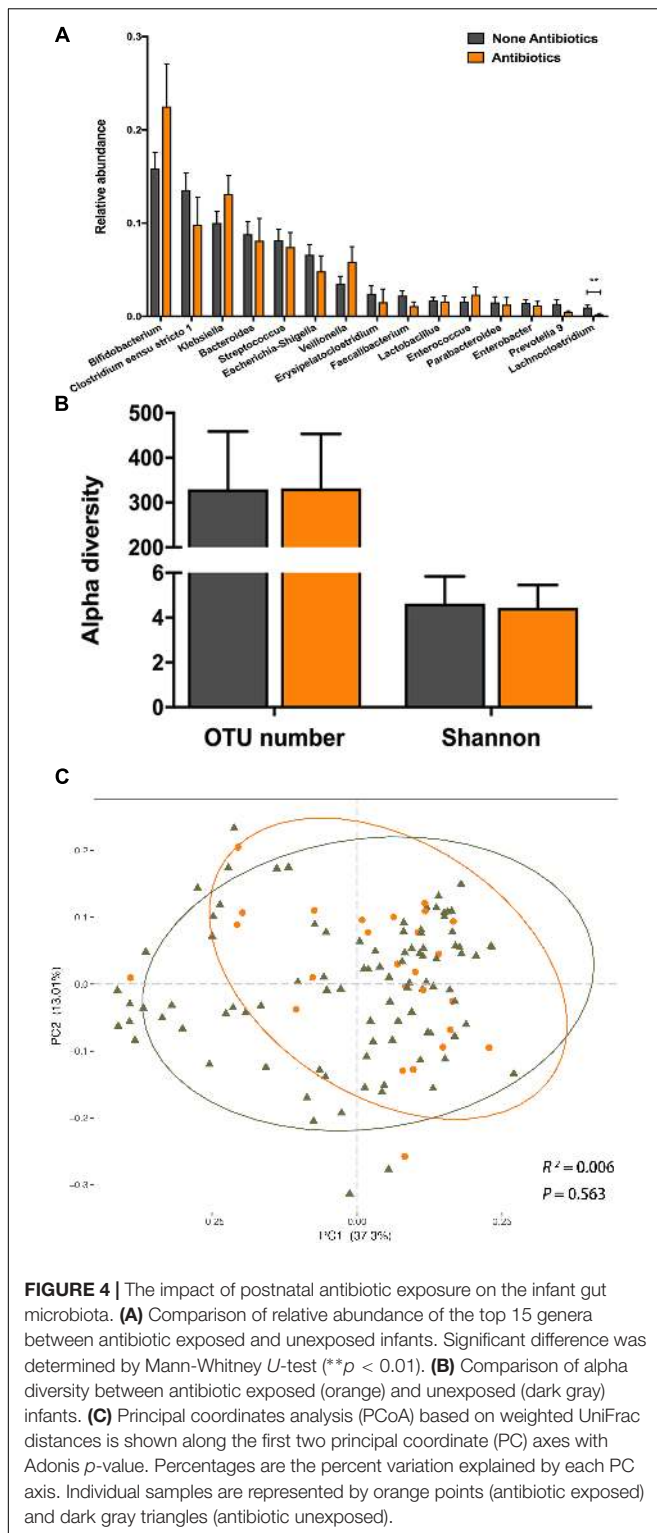 A
None Antibiotics
Antibiotics
Relative abundance
0.3
0.2
0.1
0.0
**
Bifidobacterium
Clostridium sensu stricto 1
Klebsiella
Bacteroides
Streptococcus
Escherichia-Shigella
Veillonella
Erysipelatoclostridium
Faecalibacterium
Lactobacillus
Enterococcus
Parabacteroides
Enterobacter
Prevotella 9
Lachnoclostridium
B
Alpha diversity
500
400
300
200
6
4
2
0
OTU number
Shannon
C
PC2 (13.01%)
0.2
0.1
0.0
−0.1
−0.2
−0.3
R² = 0.006
P = 0.563
0.25
0.00
0.25
PC1 (37.3%)
FIGURE 4 | The impact of postnatal antibiotic exposure on the infant gut
microbiota. (A) Comparison of relative abundance of the top 15 genera
between antibiotic exposed and unexposed infants. Significant difference was
determined by Mann-Whitney U-test (**p < 0.01). (B) Comparison of alpha
diversity between antibiotic exposed (orange) and unexposed (dark gray)
infants. (C) Principal coordinates analysis (PCoA) based on weighted UniFrac
distances is shown along the first two principal coordinate (PC) axes with
Adonis p-value. Percentages are the percent variation explained by each PC
axis. Individual samples are represented by orange points (antibiotic exposed)
and dark gray triangles (antibiotic unexposed).